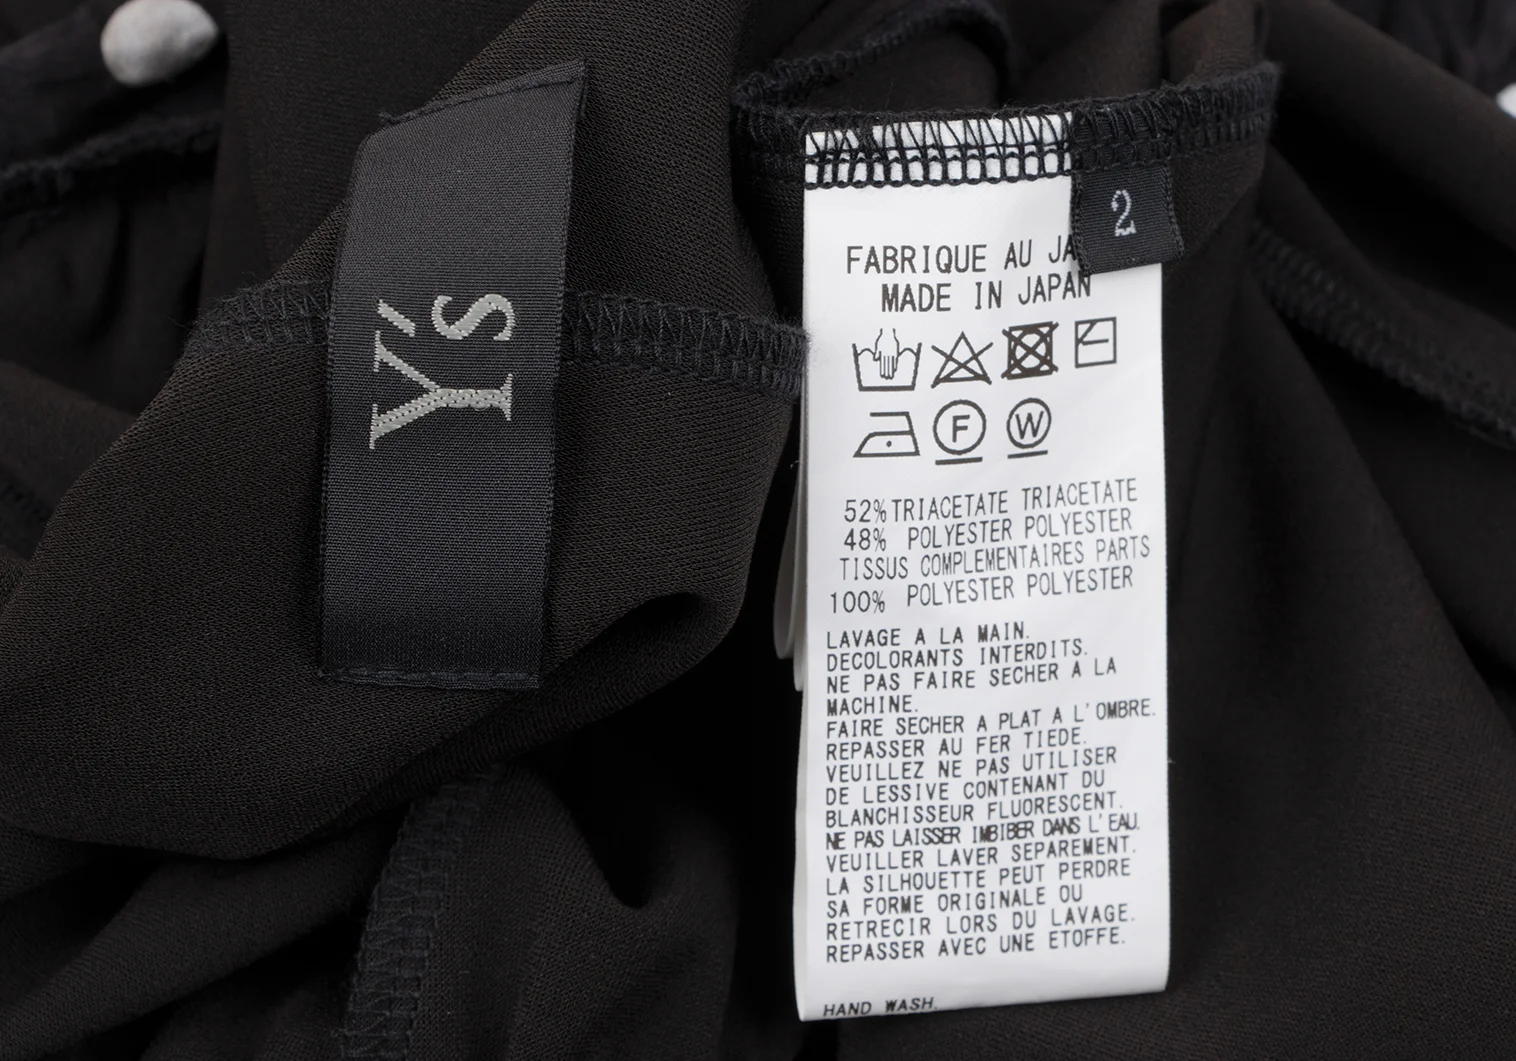 Y's
2
FABRIQUE AU JA
MADE IN JAPAN
F W
52% TRIACETATE TRIACETATE
48% POLYESTER POLYESTER
TISSUS COMPLEMENTAIRES PARTS
100% POLYESTER POLYESTER
LAVAGE A LA MAIN.
DECOLORANTS INTERDITS.
NE PAS FAIRE SECHER A LA
MACHINE.
FAIRE SECHER A PLAT A L'OMBRE.
REPASSER AU FER TIEDE.
VEUILLEZ NE PAS UTILISER
DE LESSIVE CONTENANT DU
BLANCHISSEUR FLUORESCENT.
NE PAS LAISSER IMBIBER DANS L'EAU.
VEUILLER LAVER SEPAREMENT.
LA SILHOUETTE PEUT PERDRE
SA FORME ORIGINALE OU
RETRECIR LORS DU LAVAGE.
REPASSER AVEC UNE ETOFFE.
HAND WASH.